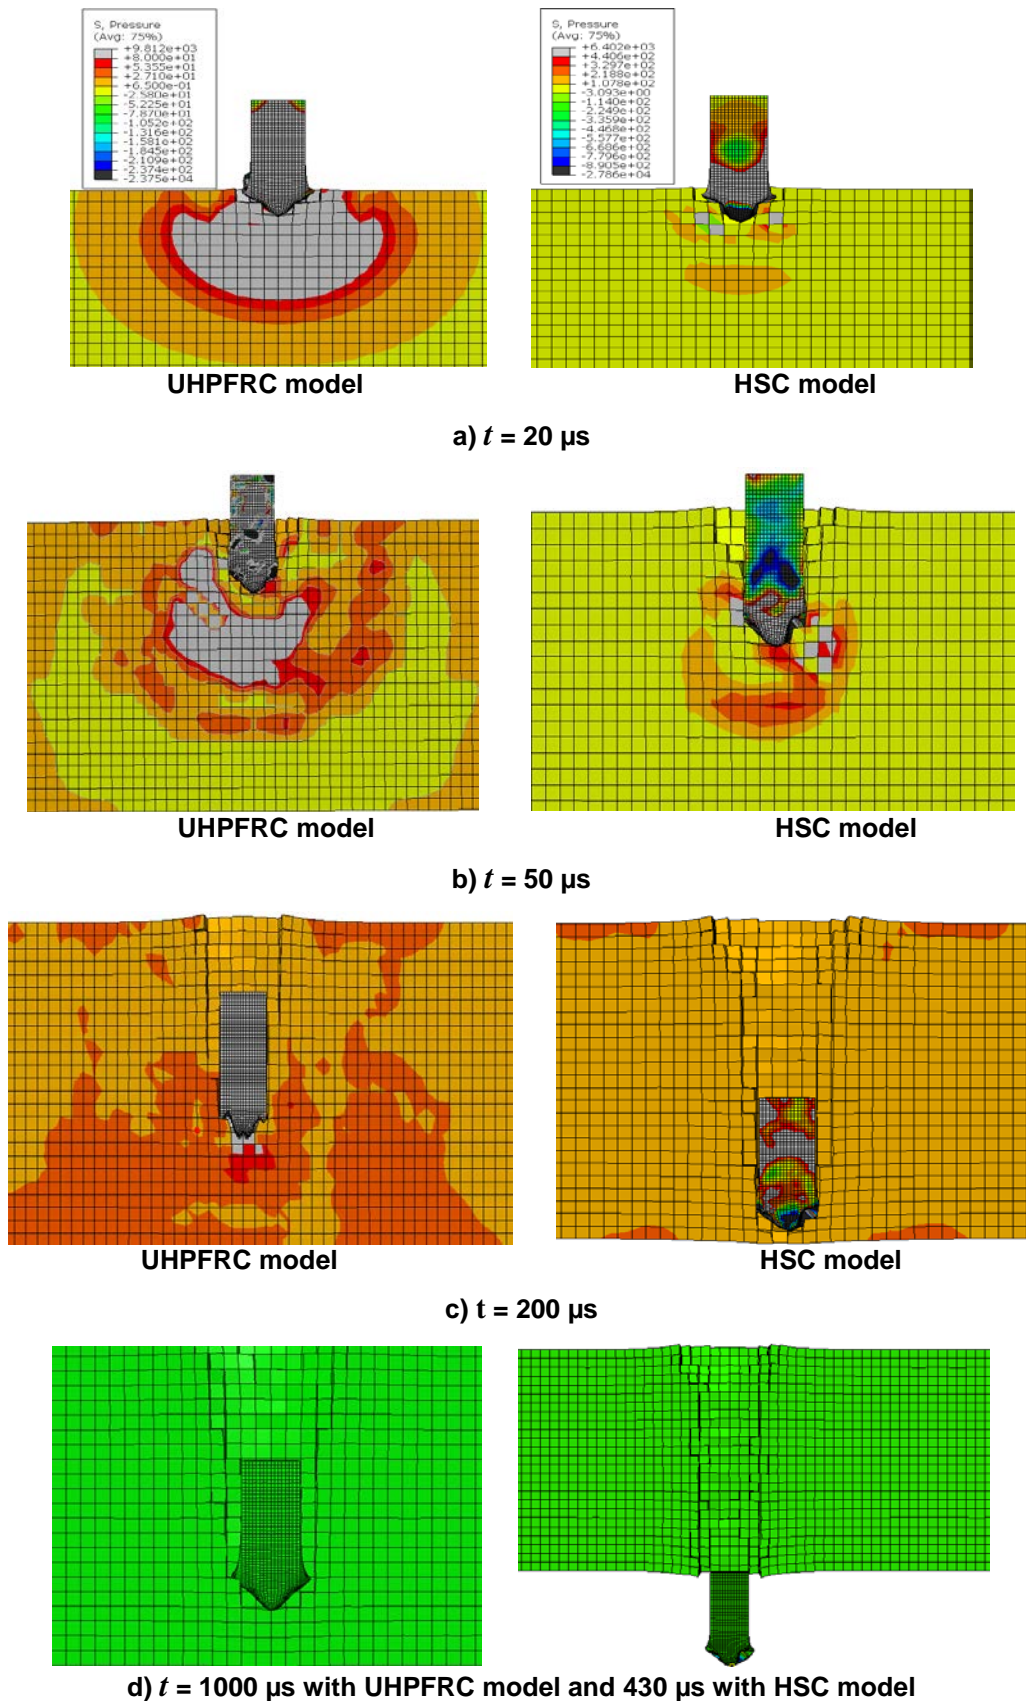 S, Pressure
(Avg: 75%)
+9.812e+03
+8.000e+01
+5.355e+01
+2.710e+01
+6.500e-01
-2.580e+01
-5.225e+01
-7.870e+01
-1.052e+02
-1.316e+02
-1.581e+02
-1.845e+02
-2.109e+02
-2.374e+02
-2.375e+04
S, Pressure
(Avg: 75%)
+6.402e+03
+4.406e+02
+3.297e+02
+2.188e+02
+1.078e+02
-3.093e+00
-1.140e+02
-2.249e+02
-3.359e+02
-4.468e+02
-5.577e+02
-6.686e+02
-7.796e+02
-8.905e+02
-2.786e+04
UHPFRC model
HSC model
a) t = 20 µs
UHPFRC model
HSC model
b) t = 50 µs
UHPFRC model
HSC model
c) t = 200 µs
d) t = 1000 µs with UHPFRC model and 430 µs with HSC model